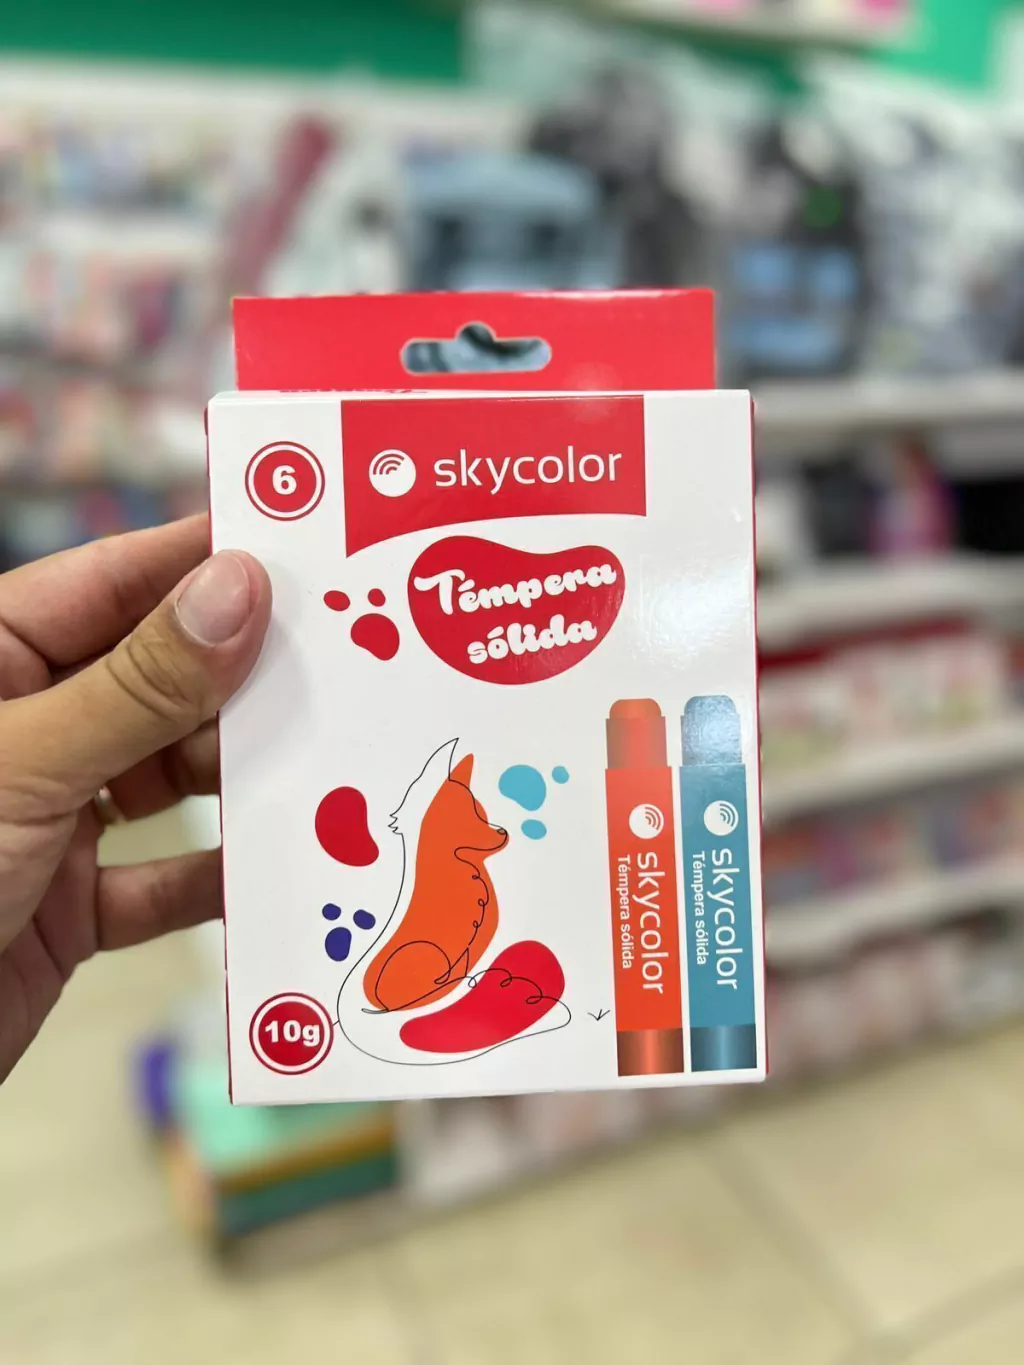 6
skycolor
Témpera
sólida
skycolor
Témpera sólida
skycolor
Témpera sólida
10g